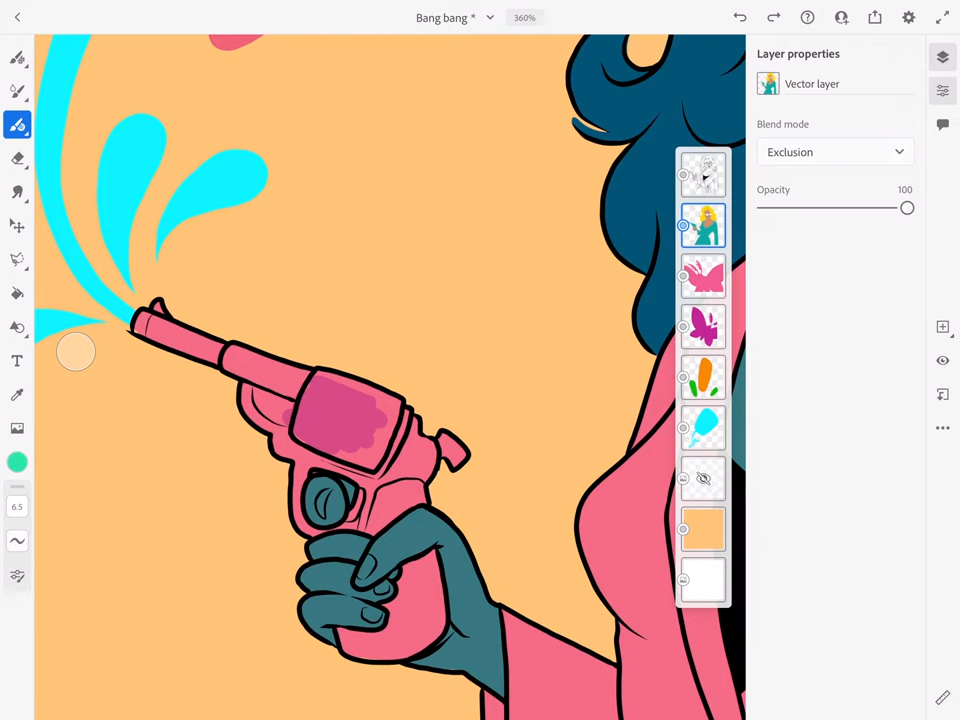 Bang bang *
360%
Layer properties
Vector layer
Blend mode
Exclusion
Opacity
100
T
6.5